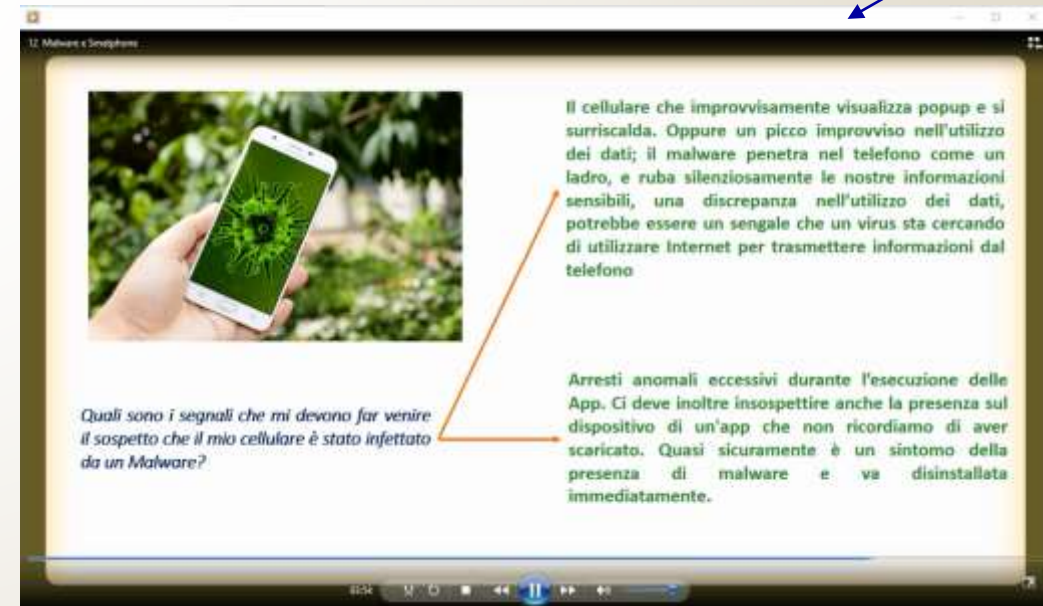 12. Malware e Smatphone
Il cellulare che improvvisamente visualizza popup e si
surriscalda. Oppure un picco improvviso nell'utilizzo
dei dati; il malware penetra nel telefono come un
ladro, e ruba silenziosamente le nostre informazioni
sensibili, una discrepanza nell'utilizzo dei dati,
potrebbe essere un sengale che un virus sta cercando
di utilizzare Internet per trasmettere informazioni dal
telefono
Quali sono i segnali che mi devono far venire
il sospetto che il mio cellulare è stato infettato
da un Malware?
Arresti anomali eccessivi durante l'esecuzione delle
App. Ci deve inoltre insospettire anche la presenza sul
dispositivo di un'app che non ricordiamo di aver
scaricato. Quasi sicuramente è un sintomo della
presenza di malware e va disinstallata
immediatamente.